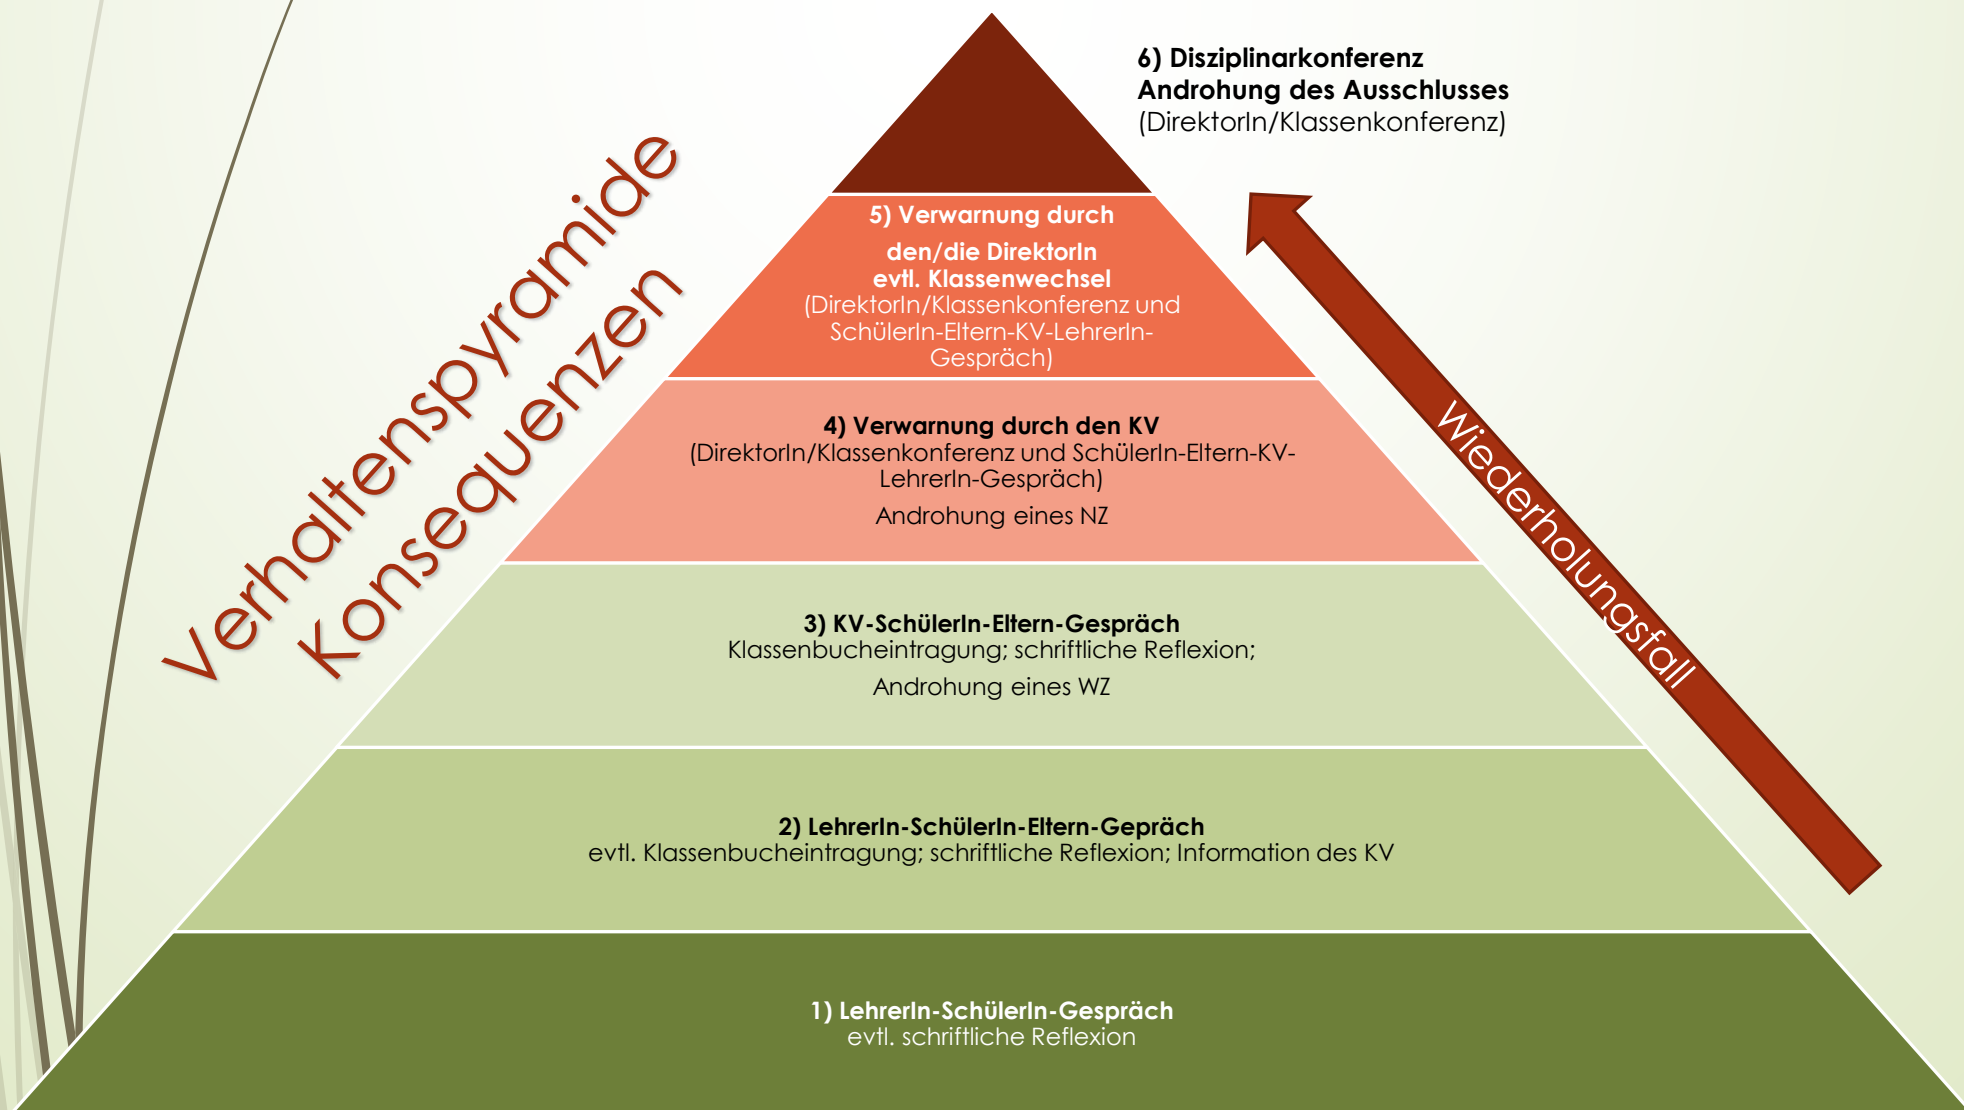 Verhaltenspyramide
Konsequenzen
6) Disziplinarkonferenz
Androhung des Ausschlusses
(DirektorIn/Klassenkonferenz)
5) Verwarnung durch
den/die DirektorIn
evtl. Klassenwechsel
(DirektorIn/Klassenkonferenz und
SchülerIn-Eltern-KV-LehrerIn-
Gespräch)
4) Verwarnung durch den KV
(DirektorIn/Klassenkonferenz und SchülerIn-Eltern-KV-
LehrerIn-Gespräch)
Androhung eines NZ
3) KV-SchülerIn-Eltern-Gespräch
Klassenbucheintragung; schriftliche Reflexion;
Androhung eines WZ
2) LehrerIn-SchülerIn-Eltern-Gepräch
evtl. Klassenbucheintragung; schriftliche Reflexion; Information des KV
1) LehrerIn-SchülerIn-Gespräch
evtl. schriftliche Reflexion
Wiederholungsfall